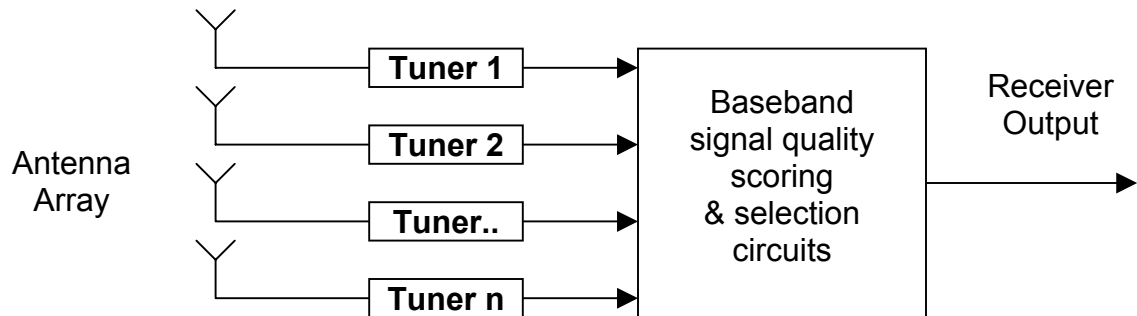 Antenna
Array
Tuner 1
Tuner 2
Tuner..
Tuner n
Baseband
signal quality
scoring
& selection
circuits
Receiver
Output